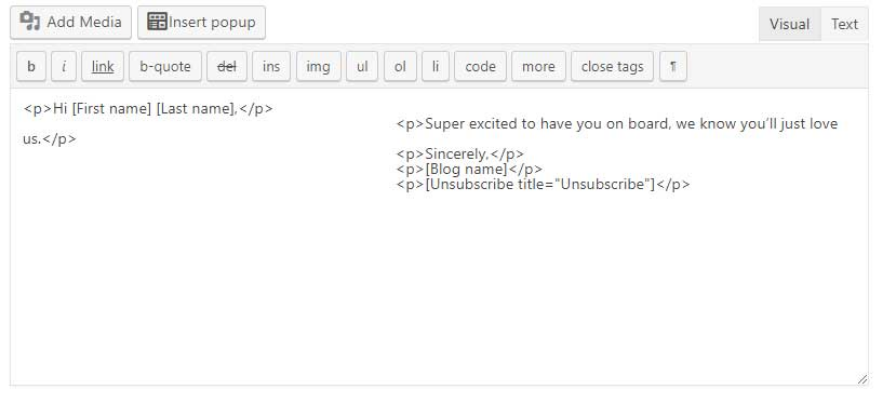 Add Media Insert popup Visual Text
b i link b-quote del ins img ul ol li code more close tags ¶
<p>Hi [First name] [Last name],</p>
<p>Super excited to have you on board, we know you’ll just love
us.</p>
<p>Sincerely,</p>
<p>[Blog name]</p>
<p>[Unsubscribe title="Unsubscribe"]</p>